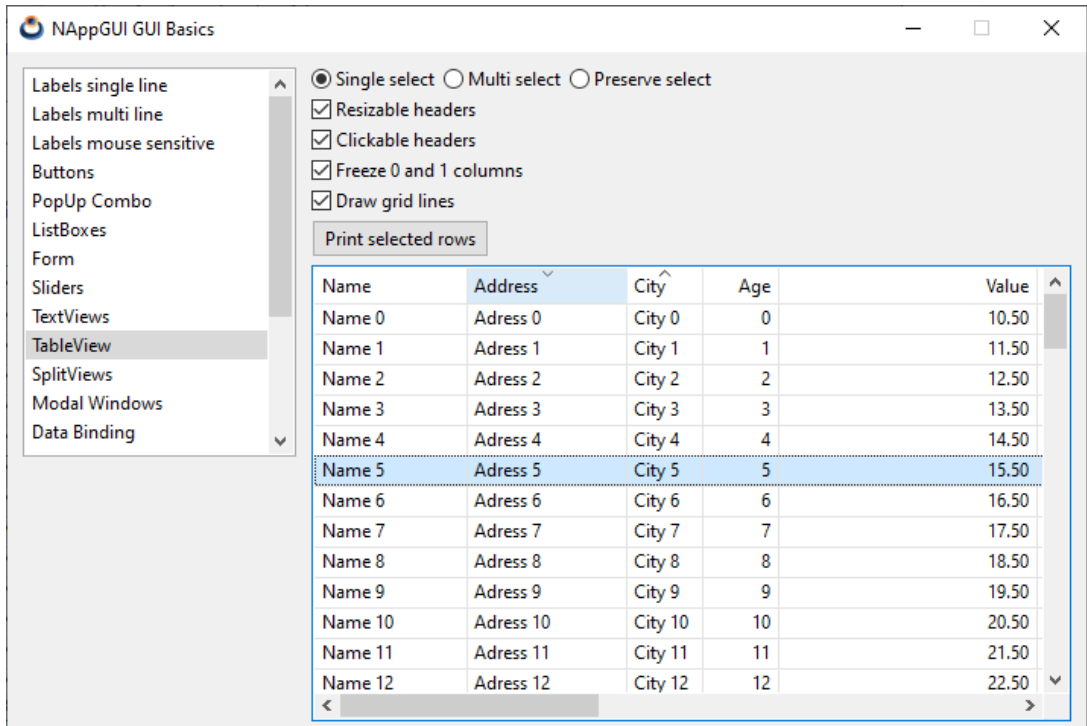 NAppGUI GUI Basics
Labels single line
Labels multi line
Labels mouse sensitive
Buttons
PopUp Combo
ListBoxes
Form
Sliders
TextViews
TableView
SplitViews
Modal Windows
Data Binding
Single select Multi select Preserve select
Resizable headers
Clickable headers
Freeze 0 and 1 columns
Draw grid lines
Print selected rows
Name Address City Age Value
Name 0 Adress 0 City 0 0 10.50
Name 1 Adress 1 City 1 1 11.50
Name 2 Adress 2 City 2 2 12.50
Name 3 Adress 3 City 3 3 13.50
Name 4 Adress 4 City 4 4 14.50
Name 5 Adress 5 City 5 5 15.50
Name 6 Adress 6 City 6 6 16.50
Name 7 Adress 7 City 7 7 17.50
Name 8 Adress 8 City 8 8 18.50
Name 9 Adress 9 City 9 9 19.50
Name 10 Adress 10 City 10 10 20.50
Name 11 Adress 11 City 11 11 21.50
Name 12 Adress 12 City 12 12 22.50